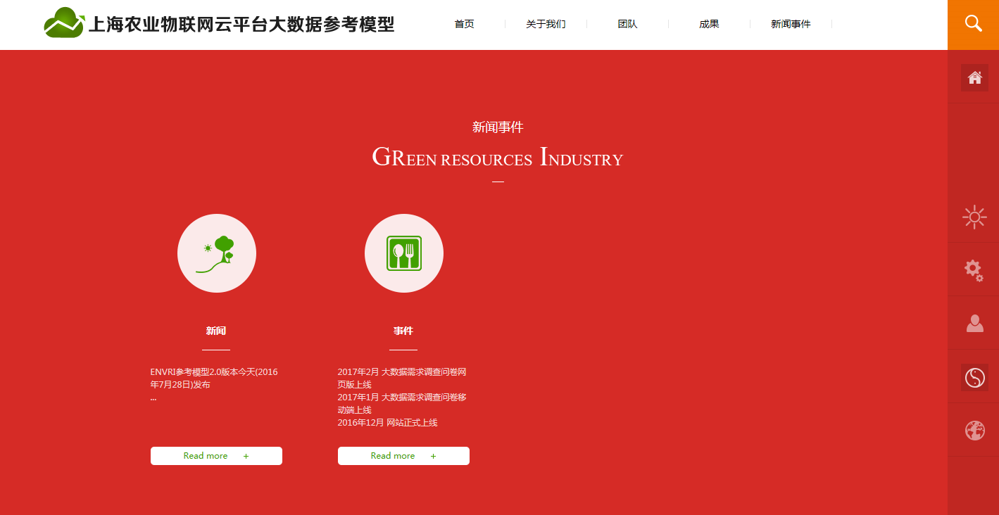 上海农业物联网云平台大数据参考模型
首页
关于我们
团队
成果
新闻事件
新闻事件
GREEN RESOURCES INDUSTRY
新闻
ENVRI参考模型2.0版本今天(2016
年7月28日)发布
...
Read more +
事件
2017年2月 大数据需求调查问卷网
页版上线
2017年1月 大数据需求调查问卷移
动端上线
2016年12月 网站正式上线
Read more +